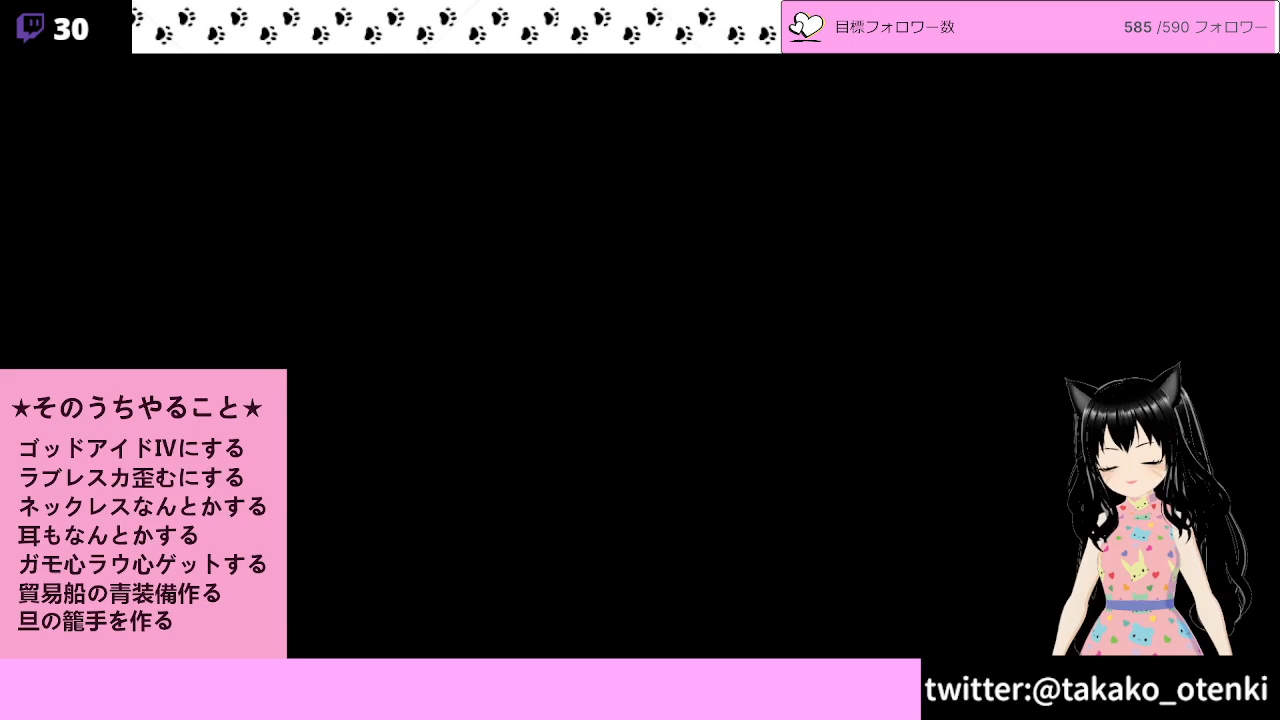 30
目標フォロワー数
585 /590 フォロワー
★そのうちやること★
ゴッドアイドⅣにする
ラブレスカ歪むにする
ネックレスなんとかする
耳もなんとかする
ガモ心ラウ心ゲットする
貿易船の青装備作る
旦の籠手を作る
twitter:@takako_otenki